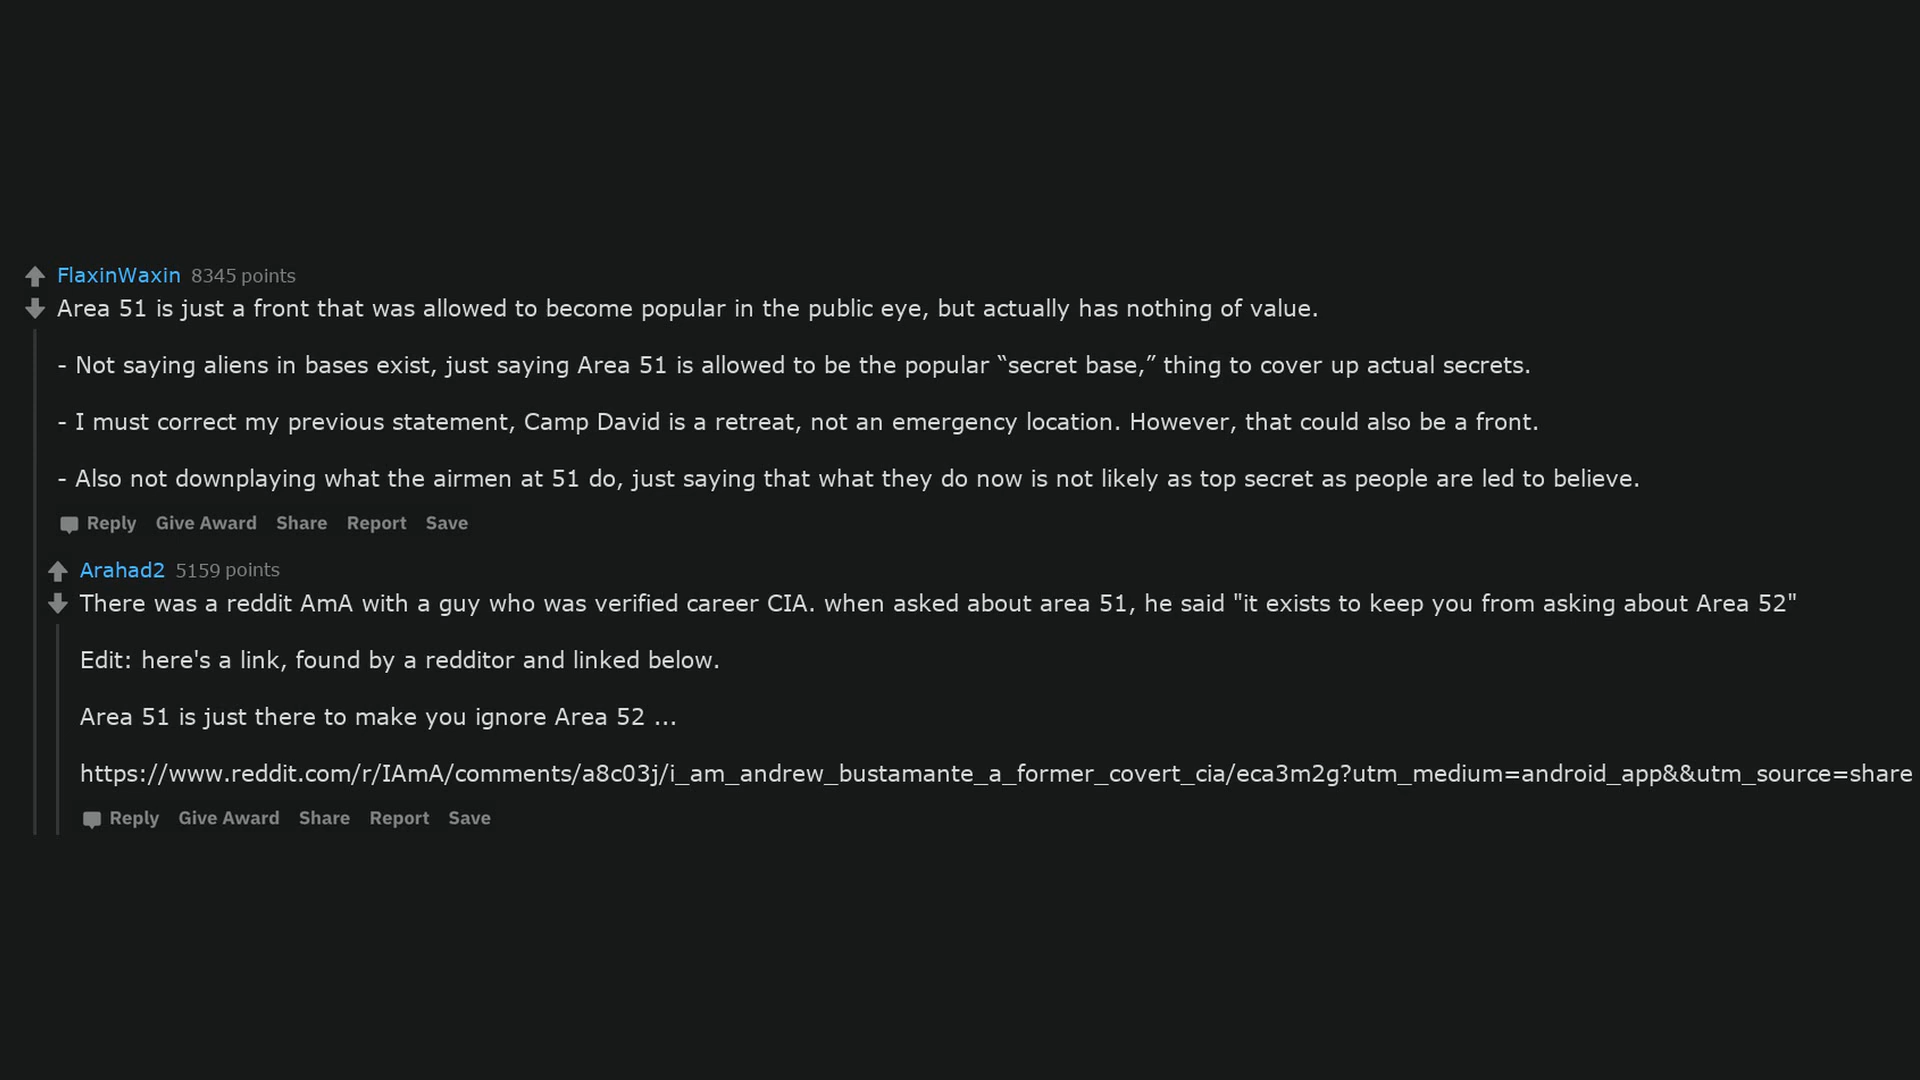 FlaxinWaxin 8345 points
Area 51 is just a front that was allowed to become popular in the public eye, but actually has nothing of value.
- Not saying aliens in bases exist, just saying Area 51 is allowed to be the popular “secret base,” thing to cover up actual secrets.
- I must correct my previous statement, Camp David is a retreat, not an emergency location. However, that could also be a front.
- Also not downplaying what the airmen at 51 do, just saying that what they do now is not likely as top secret as people are led to believe.
Reply Give Award Share Report Save
Arahad2 5159 points
There was a reddit AmA with a guy who was verified career CIA. when asked about area 51, he said "it exists to keep you from asking about Area 52"
Edit: here's a link, found by a redditor and linked below.
Area 51 is just there to make you ignore Area 52 ...
https://www.reddit.com/r/IAmA/comments/a8c03j/i_am_andrew_bustamante_a_former_covert_cia/eca3m2g?utm_medium=android_app&&utm_source=share
Reply Give Award Share Report Save